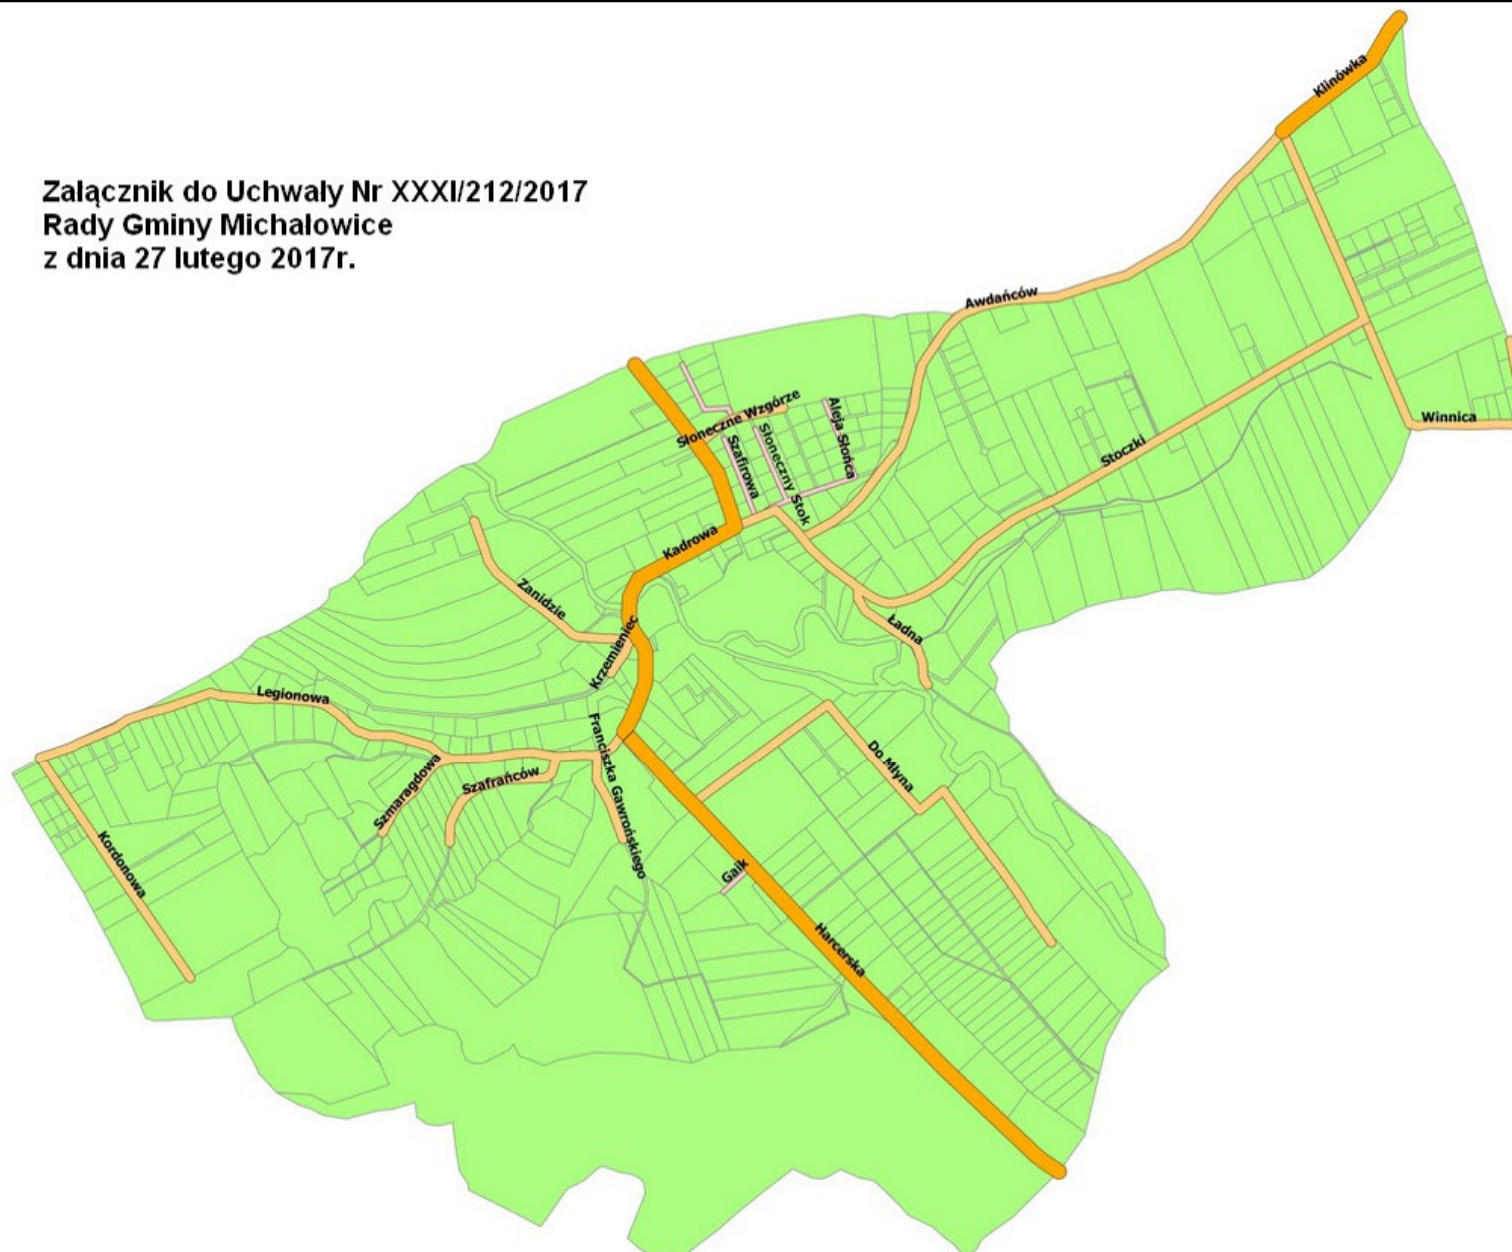 Załącznik do Uchwały Nr XXXI/212/2017
Rady Gminy Michałowice
z dnia 27 lutego 2017r.
Klinówka
Awdańców
Słoneczne Wzgórze
Aleja Słońca
Szafirowa
Słoneczny Stok
Winnica
Stoczki
Kadrowa
Zanidzie
Krzemieniec
Ładna
Legionowa
Franciszka Gawrońskiego
Do Młyna
Szmaragdowa
Szafrańców
Kordonowa
Gaik
Harcerska